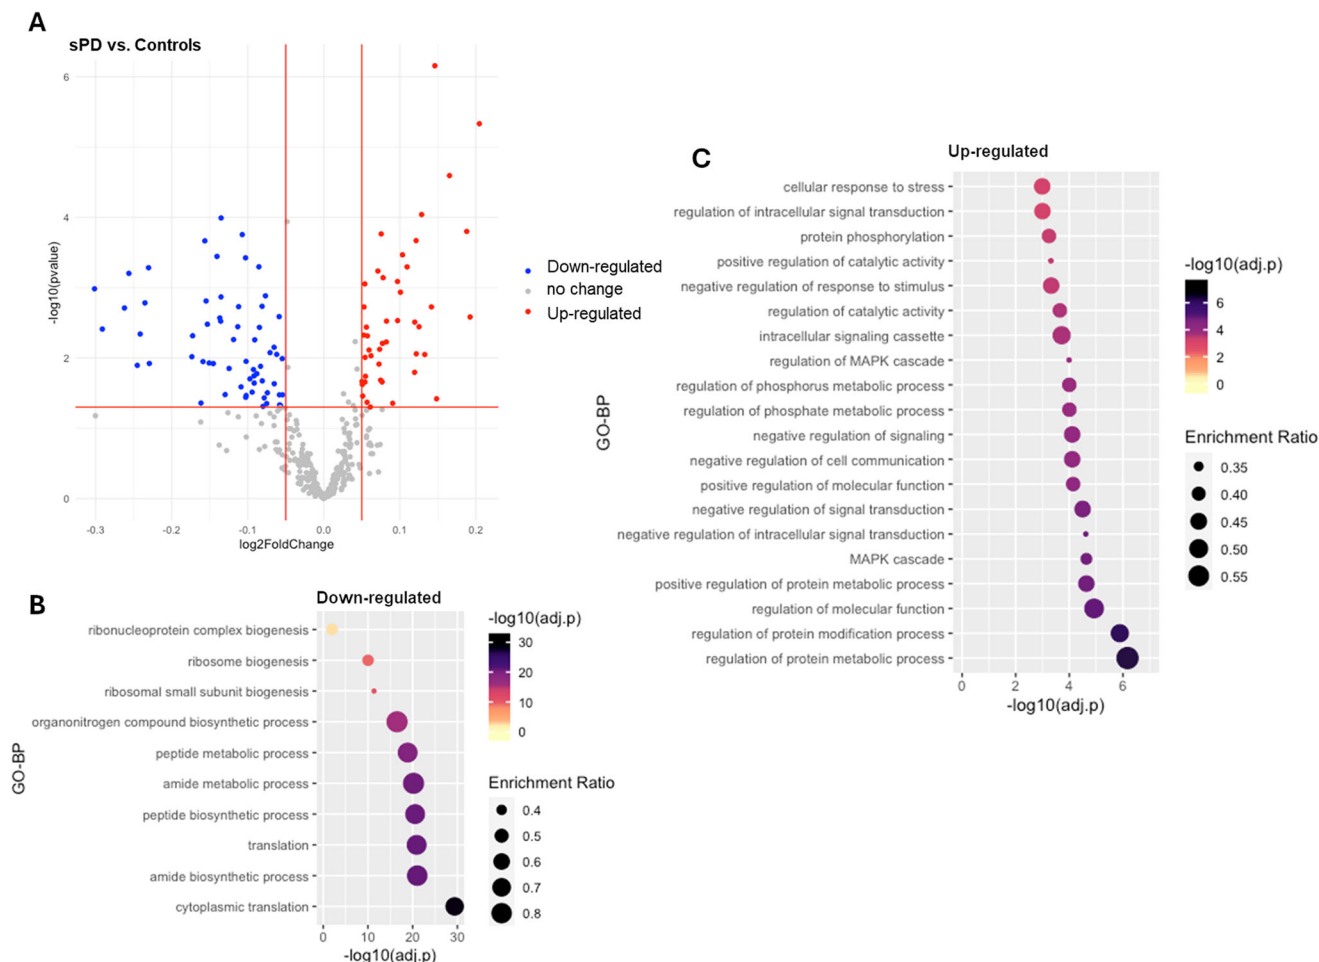 A
sPD vs. Controls
-log10(pvalue)
6
4
2
0
-0.3
-0.2
-0.1
0.0
0.1
0.2
log2FoldChange
Down-regulated
no change
Up-regulated
B
Down-regulated
GO-BP
ribonucleoprotein complex biogenesis
ribosome biogenesis
ribosomal small subunit biogenesis
organonitrogen compound biosynthetic process
peptide metabolic process
amide metabolic process
peptide biosynthetic process
translation
amide biosynthetic process
cytoplasmic translation
0
10
20
30
-log10(adj.p)
-log10(adj.p)
30
20
10
0
Enrichment Ratio
0.4
0.5
0.6
0.7
0.8
C
Up-regulated
GO-BP
cellular response to stress
regulation of intracellular signal transduction
protein phosphorylation
positive regulation of catalytic activity
negative regulation of response to stimulus
regulation of catalytic activity
intracellular signaling cassette
regulation of MAPK cascade
regulation of phosphorus metabolic process
regulation of phosphate metabolic process
negative regulation of signaling
negative regulation of cell communication
positive regulation of molecular function
negative regulation of signal transduction
negative regulation of intracellular signal transduction
MAPK cascade
positive regulation of protein metabolic process
regulation of molecular function
regulation of protein modification process
regulation of protein metabolic process
0
2
4
6
-log10(adj.p)
-log10(adj.p)
6
4
2
0
Enrichment Ratio
0.35
0.40
0.45
0.50
0.55